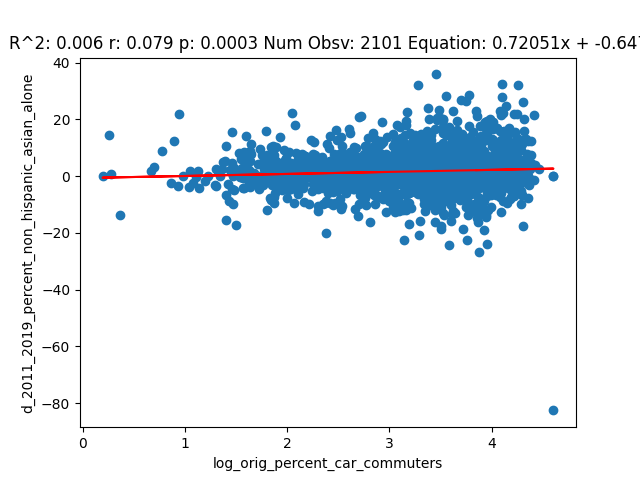 R^2: 0.006 r: 0.079 p: 0.0003 Num Obsv: 2101 Equation: 0.72051x + -0.647
d_2011_2019_percent_non_hispanic_asian_alone
40
20
0
−20
−40
−60
−80
0 1 2 3 4
log_orig_percent_car_commuters